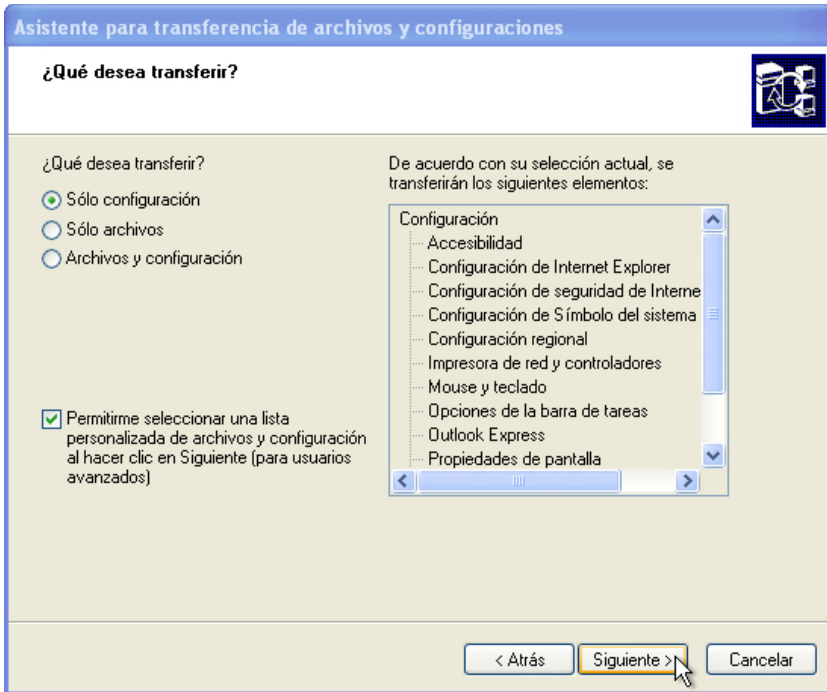 Asistente para transferencia de archivos y configuraciones
¿Qué desea transferir?
¿Qué desea transferir?
Sólo configuración
Sólo archivos
Archivos y configuración
Permitirme seleccionar una lista
personalizada de archivos y configuración
al hacer clic en Siguiente (para usuarios
avanzados)
De acuerdo con su selección actual, se
transferirán los siguientes elementos:
Configuración
Accesibilidad
Configuración de Internet Explorer
Configuración de seguridad de Interne
Configuración de Símbolo del sistema
Configuración regional
Impresora de red y controladores
Mouse y teclado
Opciones de la barra de tareas
Outlook Express
Propiedades de pantalla
< Atrás
Siguiente >
Cancelar